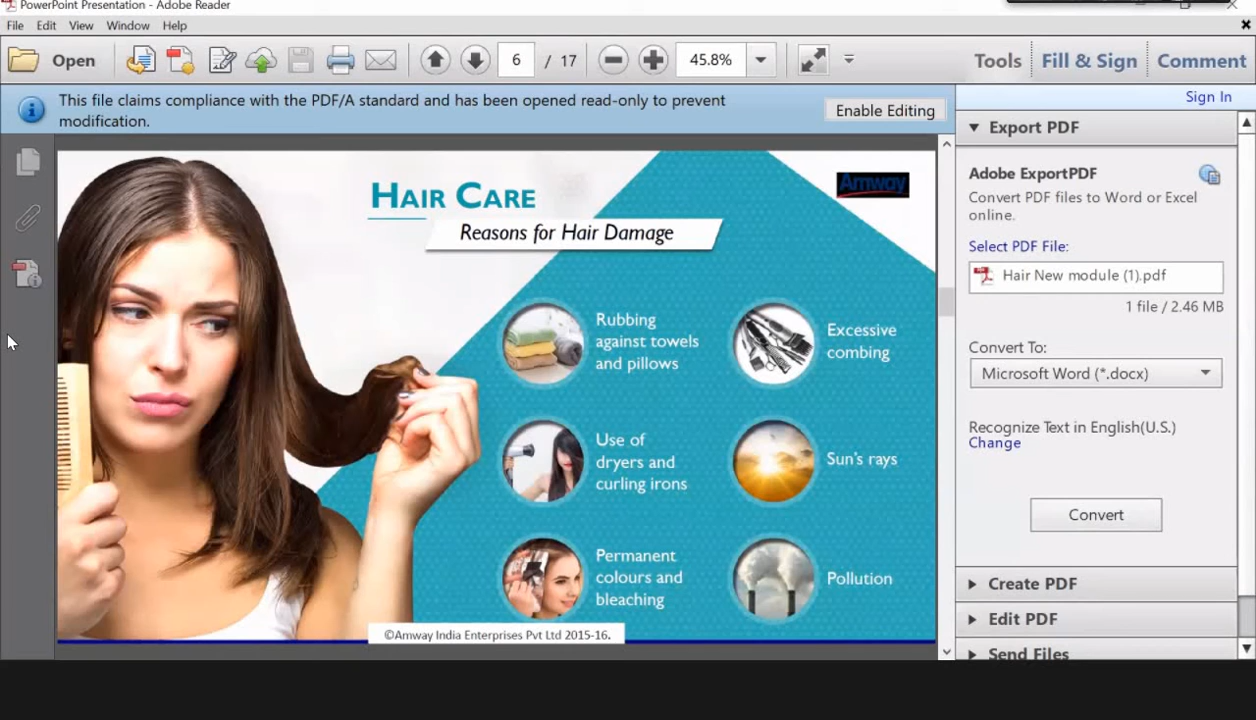 PowerPoint Presentation - Adobe Reader
File Edit View Window Help
Open 6 / 17 45.8% Tools Fill & Sign Comment
This file claims compliance with the PDF/A standard and has been opened read-only to prevent
modification.
Enable Editing
Sign In
Export PDF
Adobe ExportPDF
Convert PDF files to Word or Excel
online.
Select PDF File:
Hair New module (1).pdf
1 file / 2.46 MB
Convert To:
Microsoft Word (*.docx)
Recognize Text in English(U.S.)
Change
Convert
Create PDF
Edit PDF
Send Files
HAIR CARE
Amway
Reasons for Hair Damage
Rubbing
against towels
and pillows
Excessive
combing
Use of
dryers and
curling irons
Sun's rays
Permanent
colours and
bleaching
Pollution
©Amway India Enterprises Pvt Ltd 2015-16.